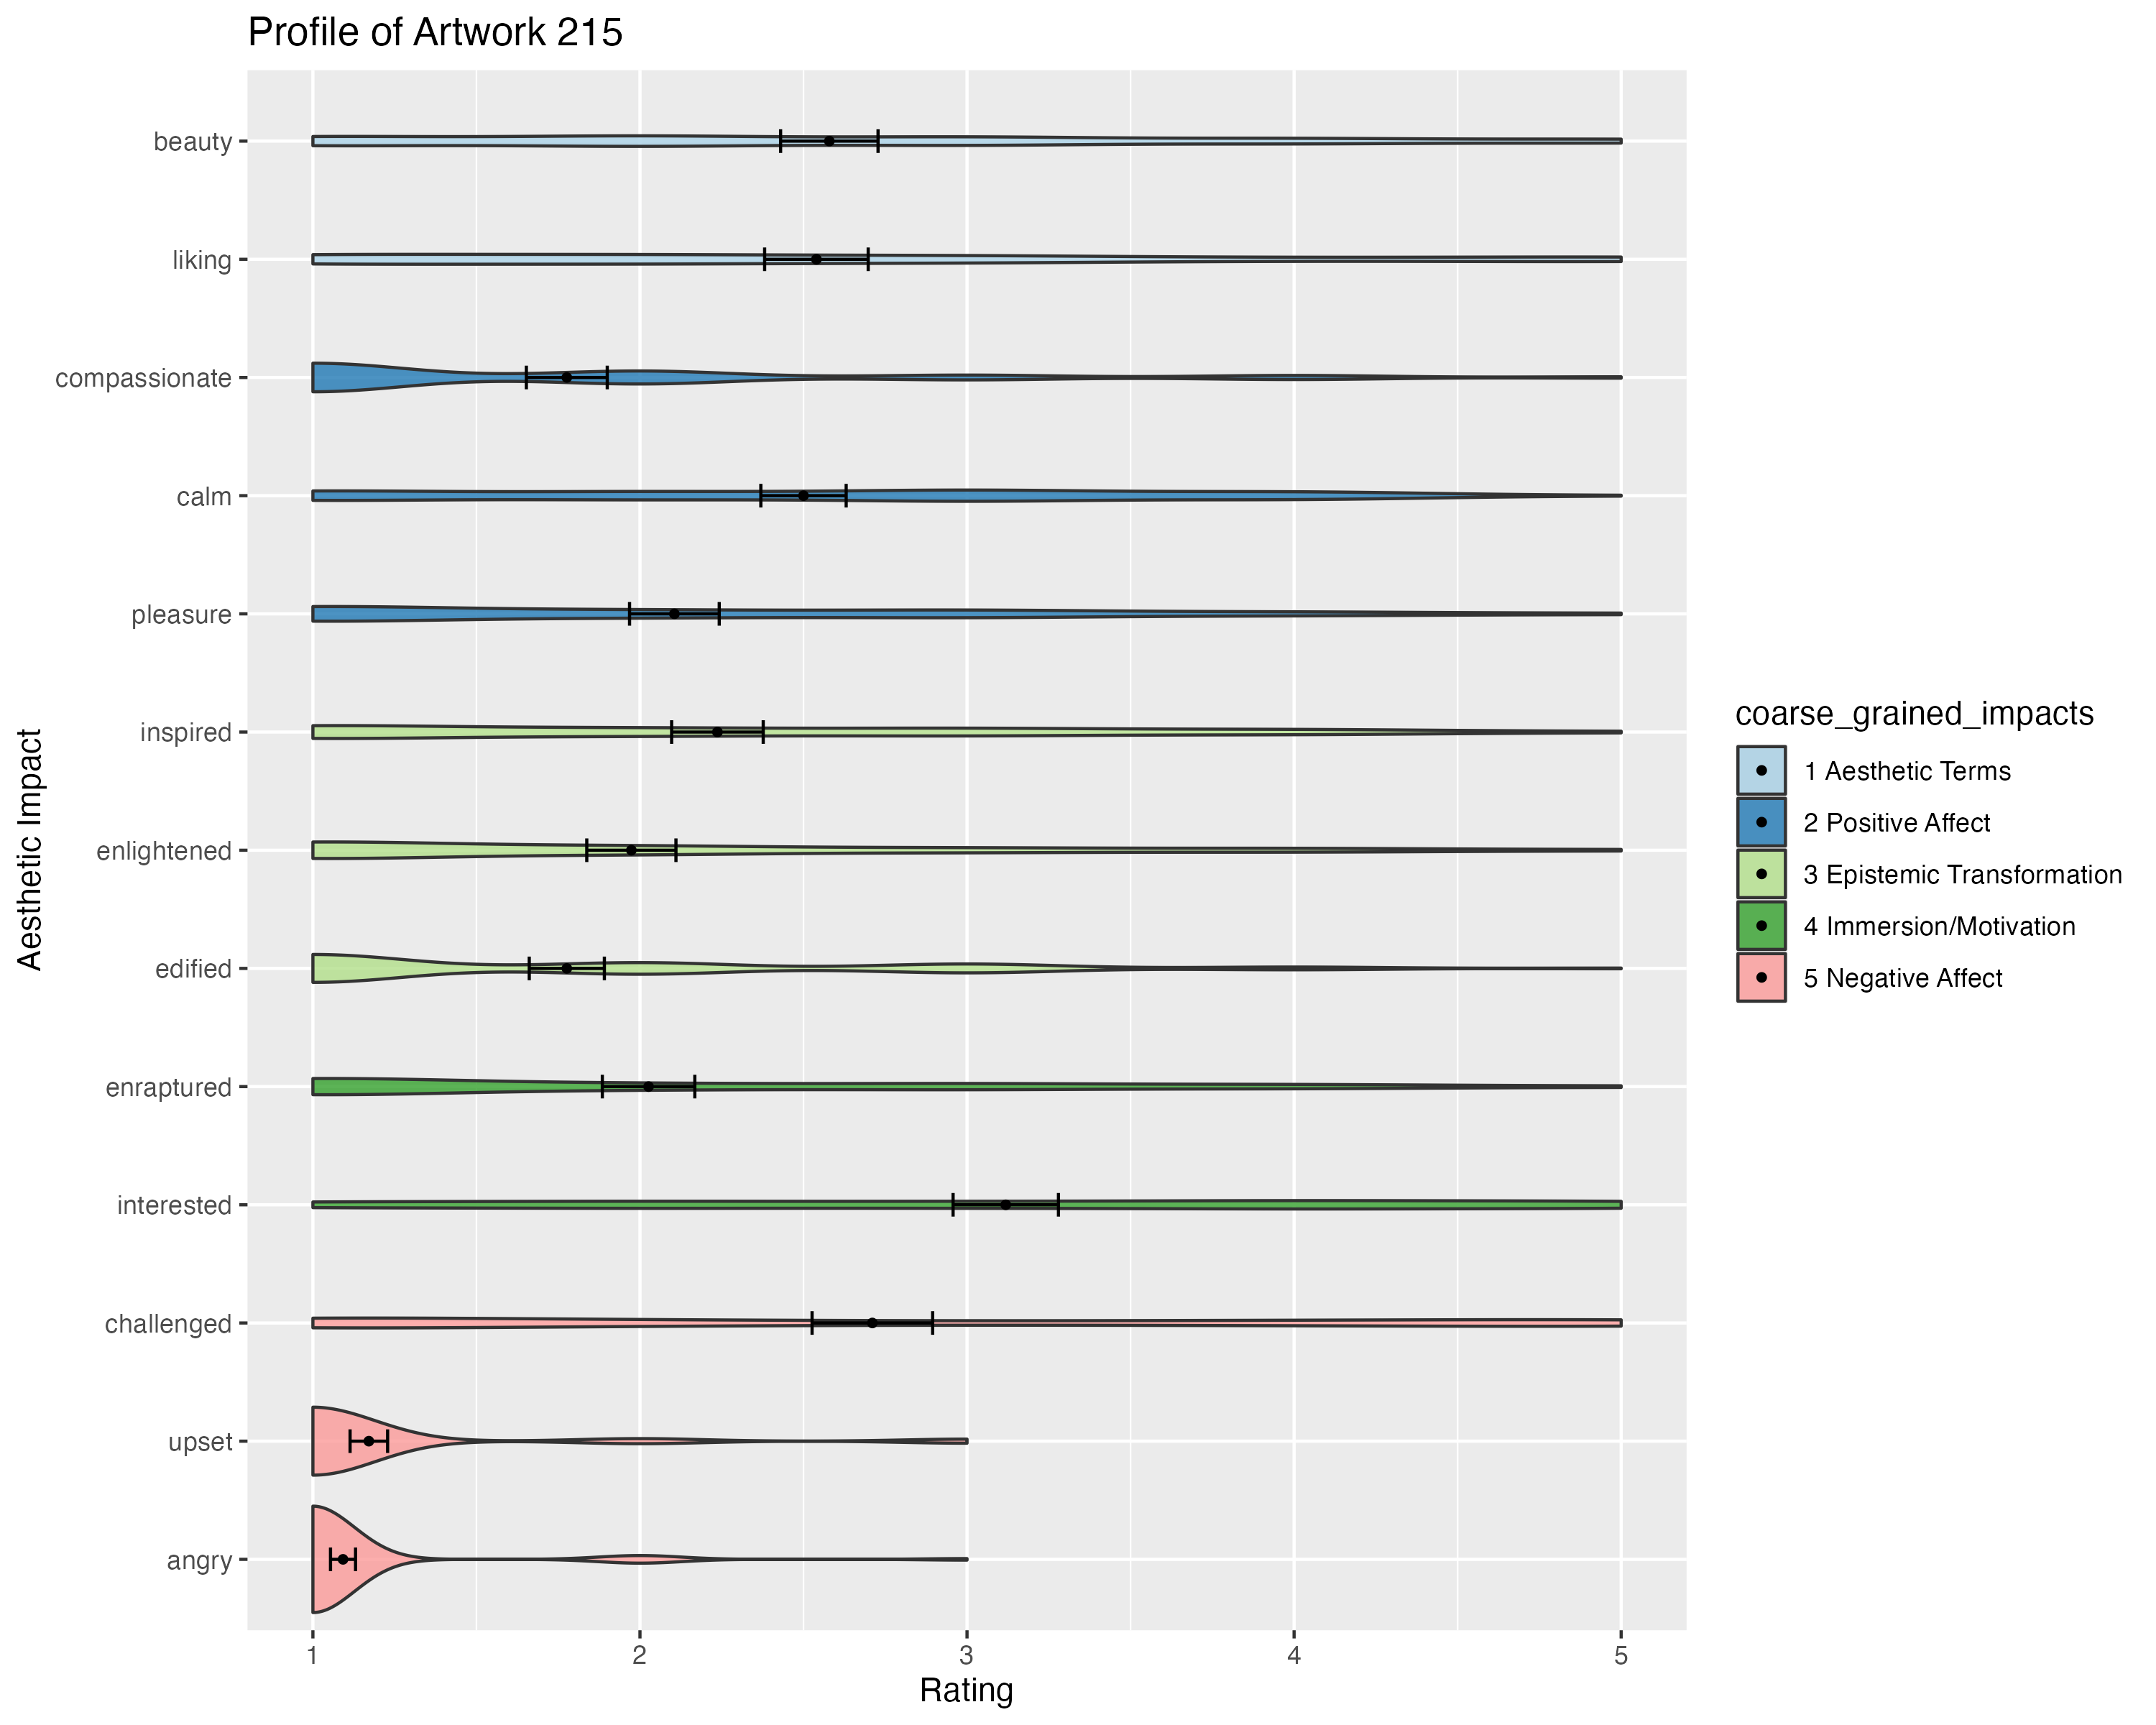 Profile of Artwork 215
Aesthetic Impact
beauty
liking
compassionate
calm
pleasure
inspired
enlightened
edified
enraptured
interested
challenged
upset
angry
1 2 3 4 5
Rating
coarse_grained_impacts
1 Aesthetic Terms
2 Positive Affect
3 Epistemic Transformation
4 Immersion/Motivation
5 Negative Affect